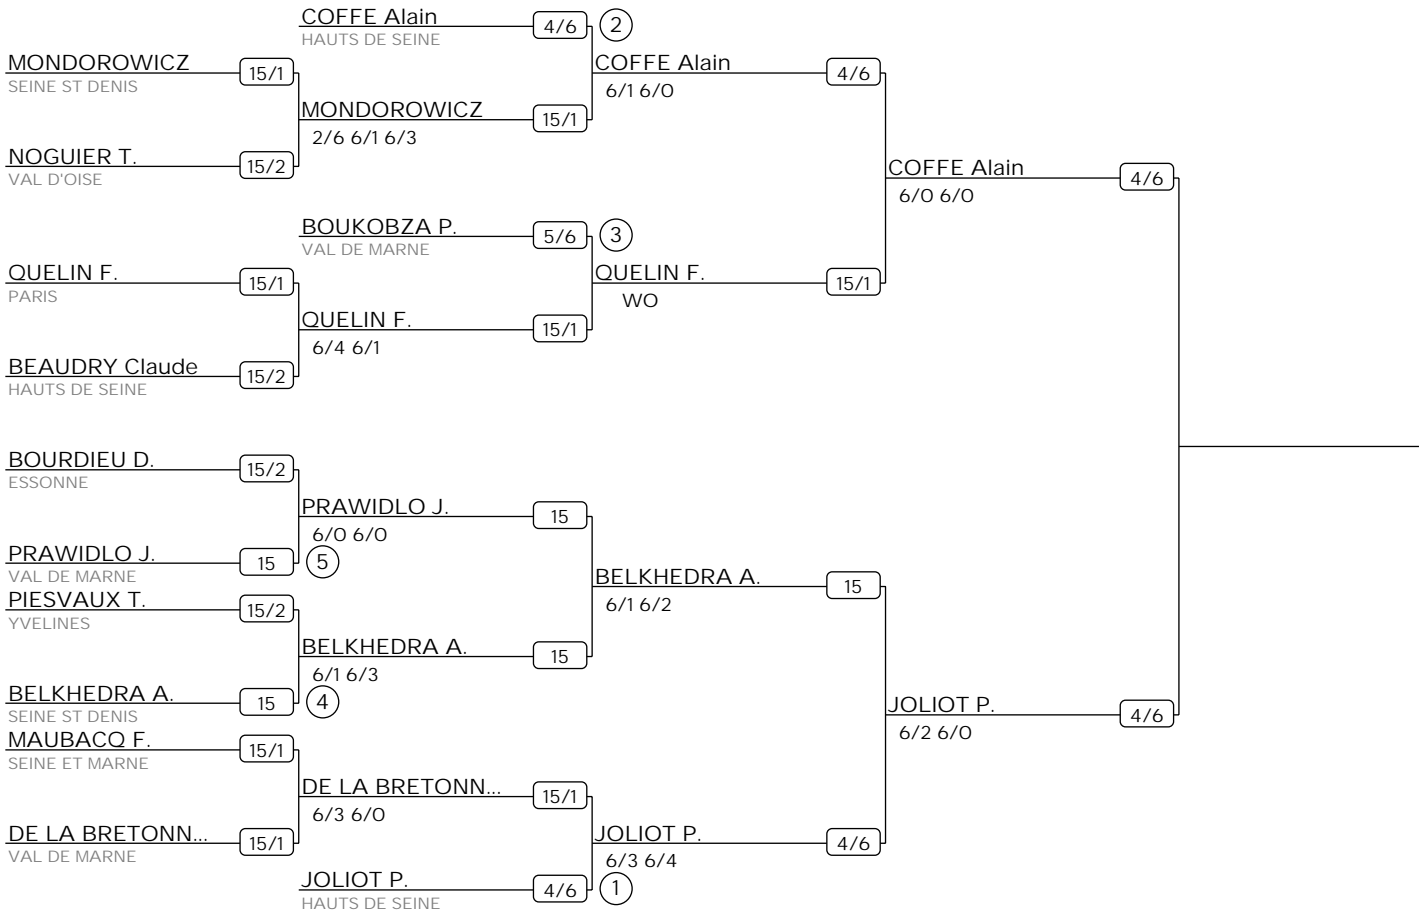 COFFE Alain
HAUTS DE SEINE
4/6
2
MONDOROWICZ
SEINE ST DENIS
15/1
COFFE Alain
6/1 6/0
4/6
MONDOROWICZ
2/6 6/1 6/3
15/1
NOGUIER T.
VAL D'OISE
15/2
COFFE Alain
6/0 6/0
4/6
BOUKOBZA P.
VAL DE MARNE
5/6
3
QUELIN F.
PARIS
15/1
QUELIN F.
WO
15/1
QUELIN F.
6/4 6/1
15/1
BEAUDRY Claude
HAUTS DE SEINE
15/2
BOURDIEU D.
ESSONNE
15/2
PRAWIDLO J.
6/0 6/0
15
PRAWIDLO J.
VAL DE MARNE
15
5
BELKHEDRA A.
6/1 6/2
15
PIESVAUX T.
YVELINES
15/2
BELKHEDRA A.
6/1 6/3
15
BELKHEDRA A.
SEINE ST DENIS
15
4
JOLIOT P.
6/2 6/0
4/6
MAUBACQ F.
SEINE ET MARNE
15/1
DE LA BRETONN...
6/3 6/0
15/1
DE LA BRETONN...
VAL DE MARNE
15/1
JOLIOT P.
6/3 6/4
4/6
JOLIOT P.
HAUTS DE SEINE
4/6
1